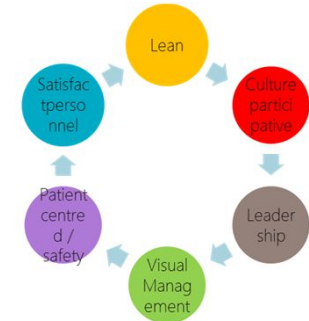 Lean
Culture
partici
pative
Leader
ship
Visual
Manag
ement
Patient
centre
d /
safety
Satisfac
tperso
nnel